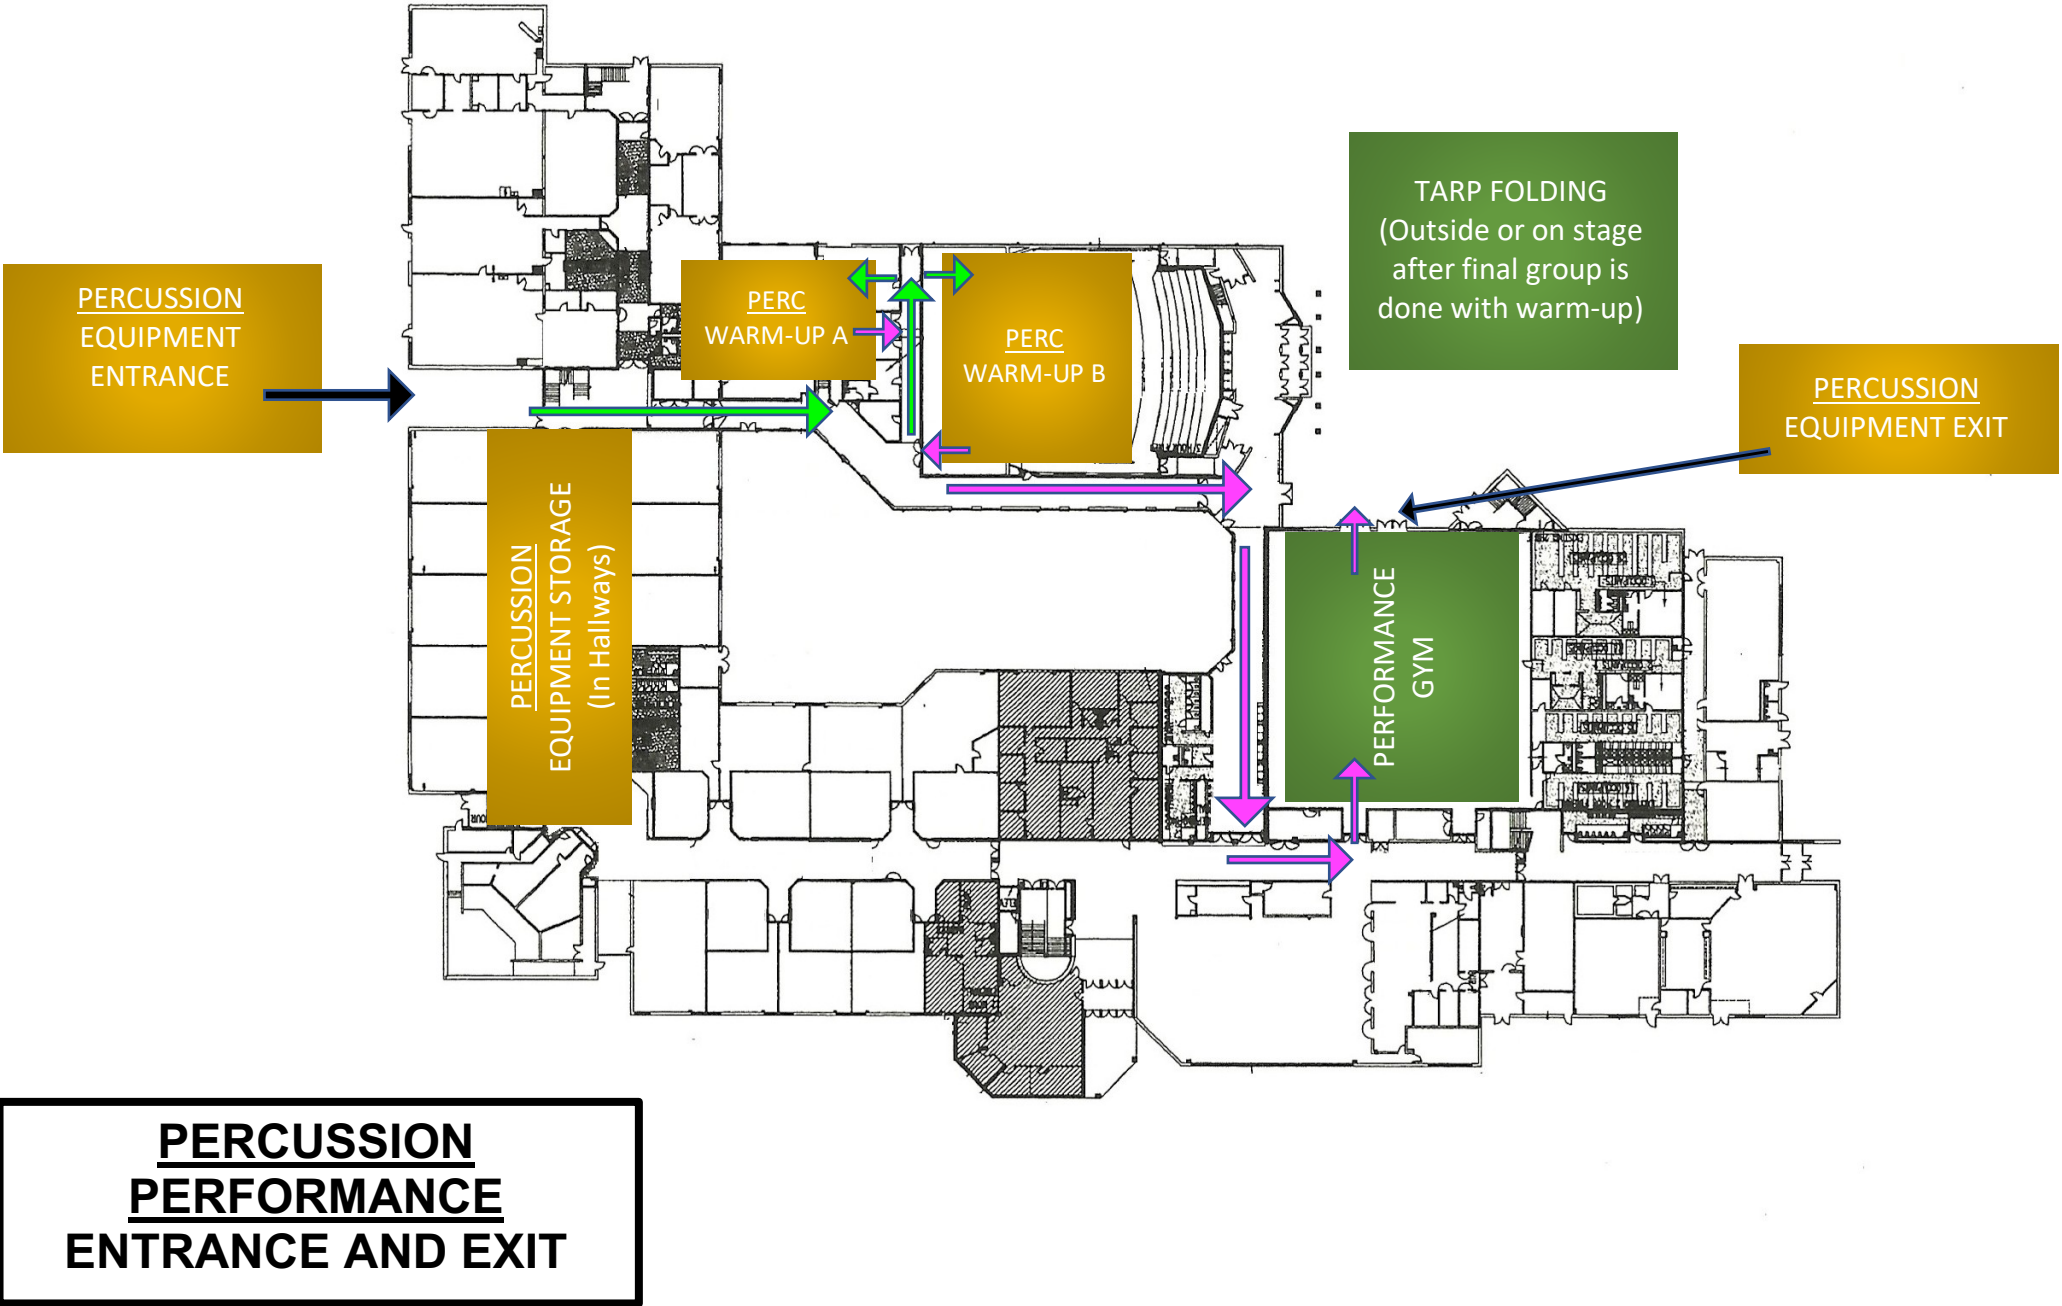 TARP FOLDING
(Outside or on stage
after final group is
done with warm-up)
PERCUSSION
EQUIPMENT
ENTRANCE
PERC
WARM-UP A
PERC
WARM-UP B
PERCUSSION
EQUIPMENT EXIT
PERCUSSION
EQUIPMENT STORAGE
(In Hallways)
PERFORMANCE
GYM
PERCUSSION
PERFORMANCE
ENTRANCE AND EXIT